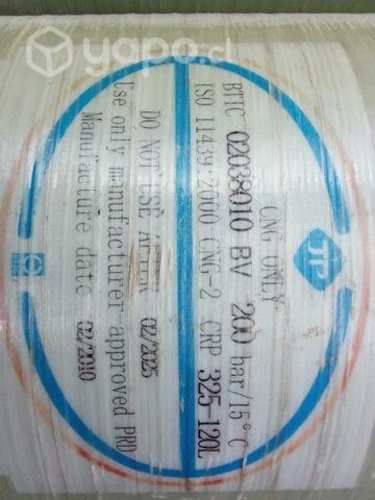 yapo.cl
CNG ONLY
BTIC 02038010 BV 200 bar/15°C
ISO 11439:2000 CNG-2 CRP 325-120L
DO NOT USE AFTER 02/2025
Use only manufacturer approved PRD
Manufacture date 02/2010